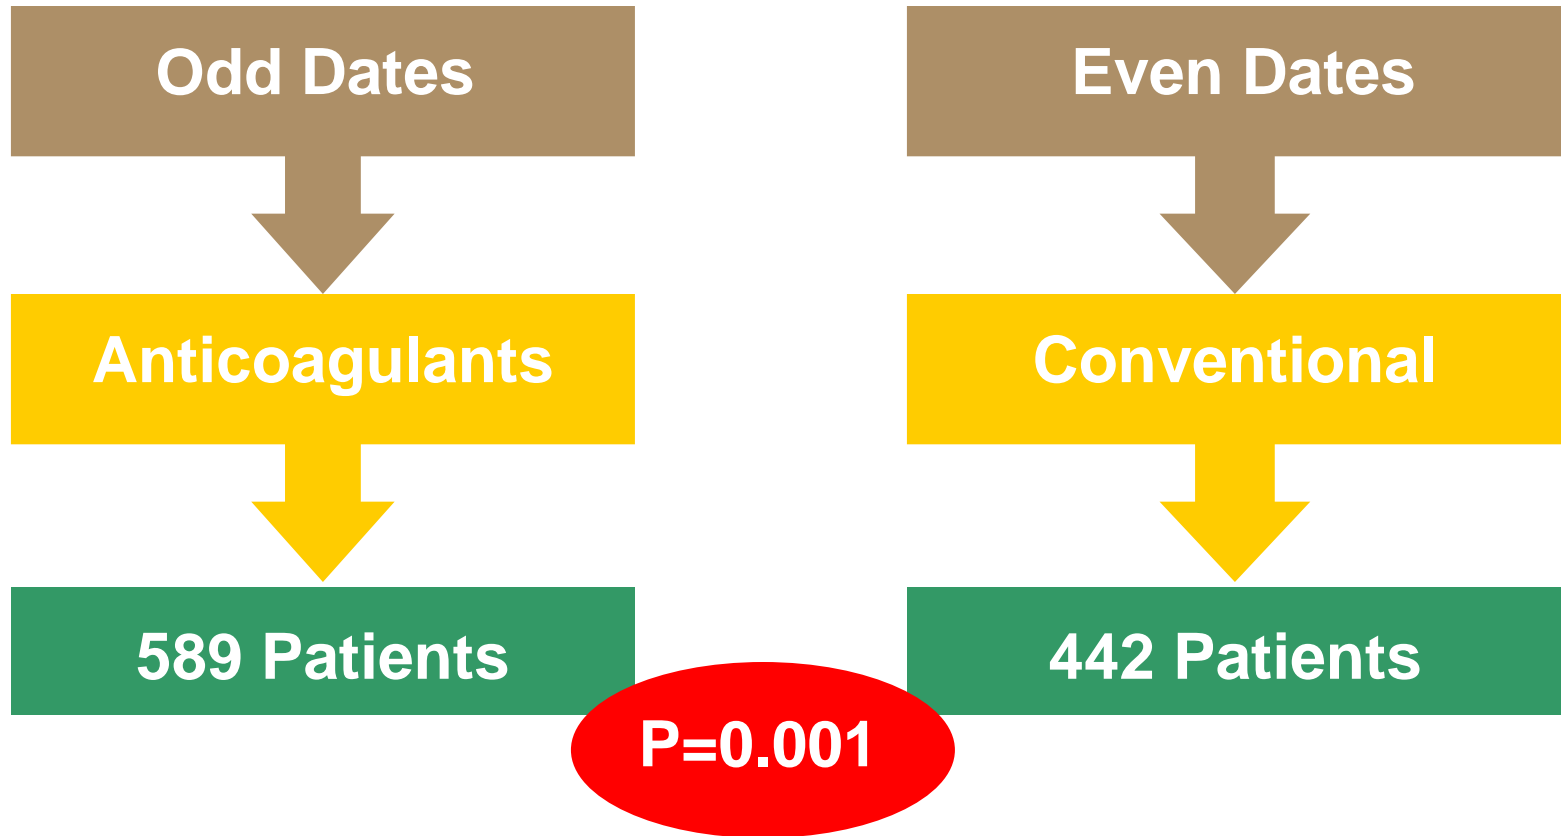 Odd Dates
Even Dates
Anticoagulants
Conventional
589 Patients
442 Patients
P=0.001